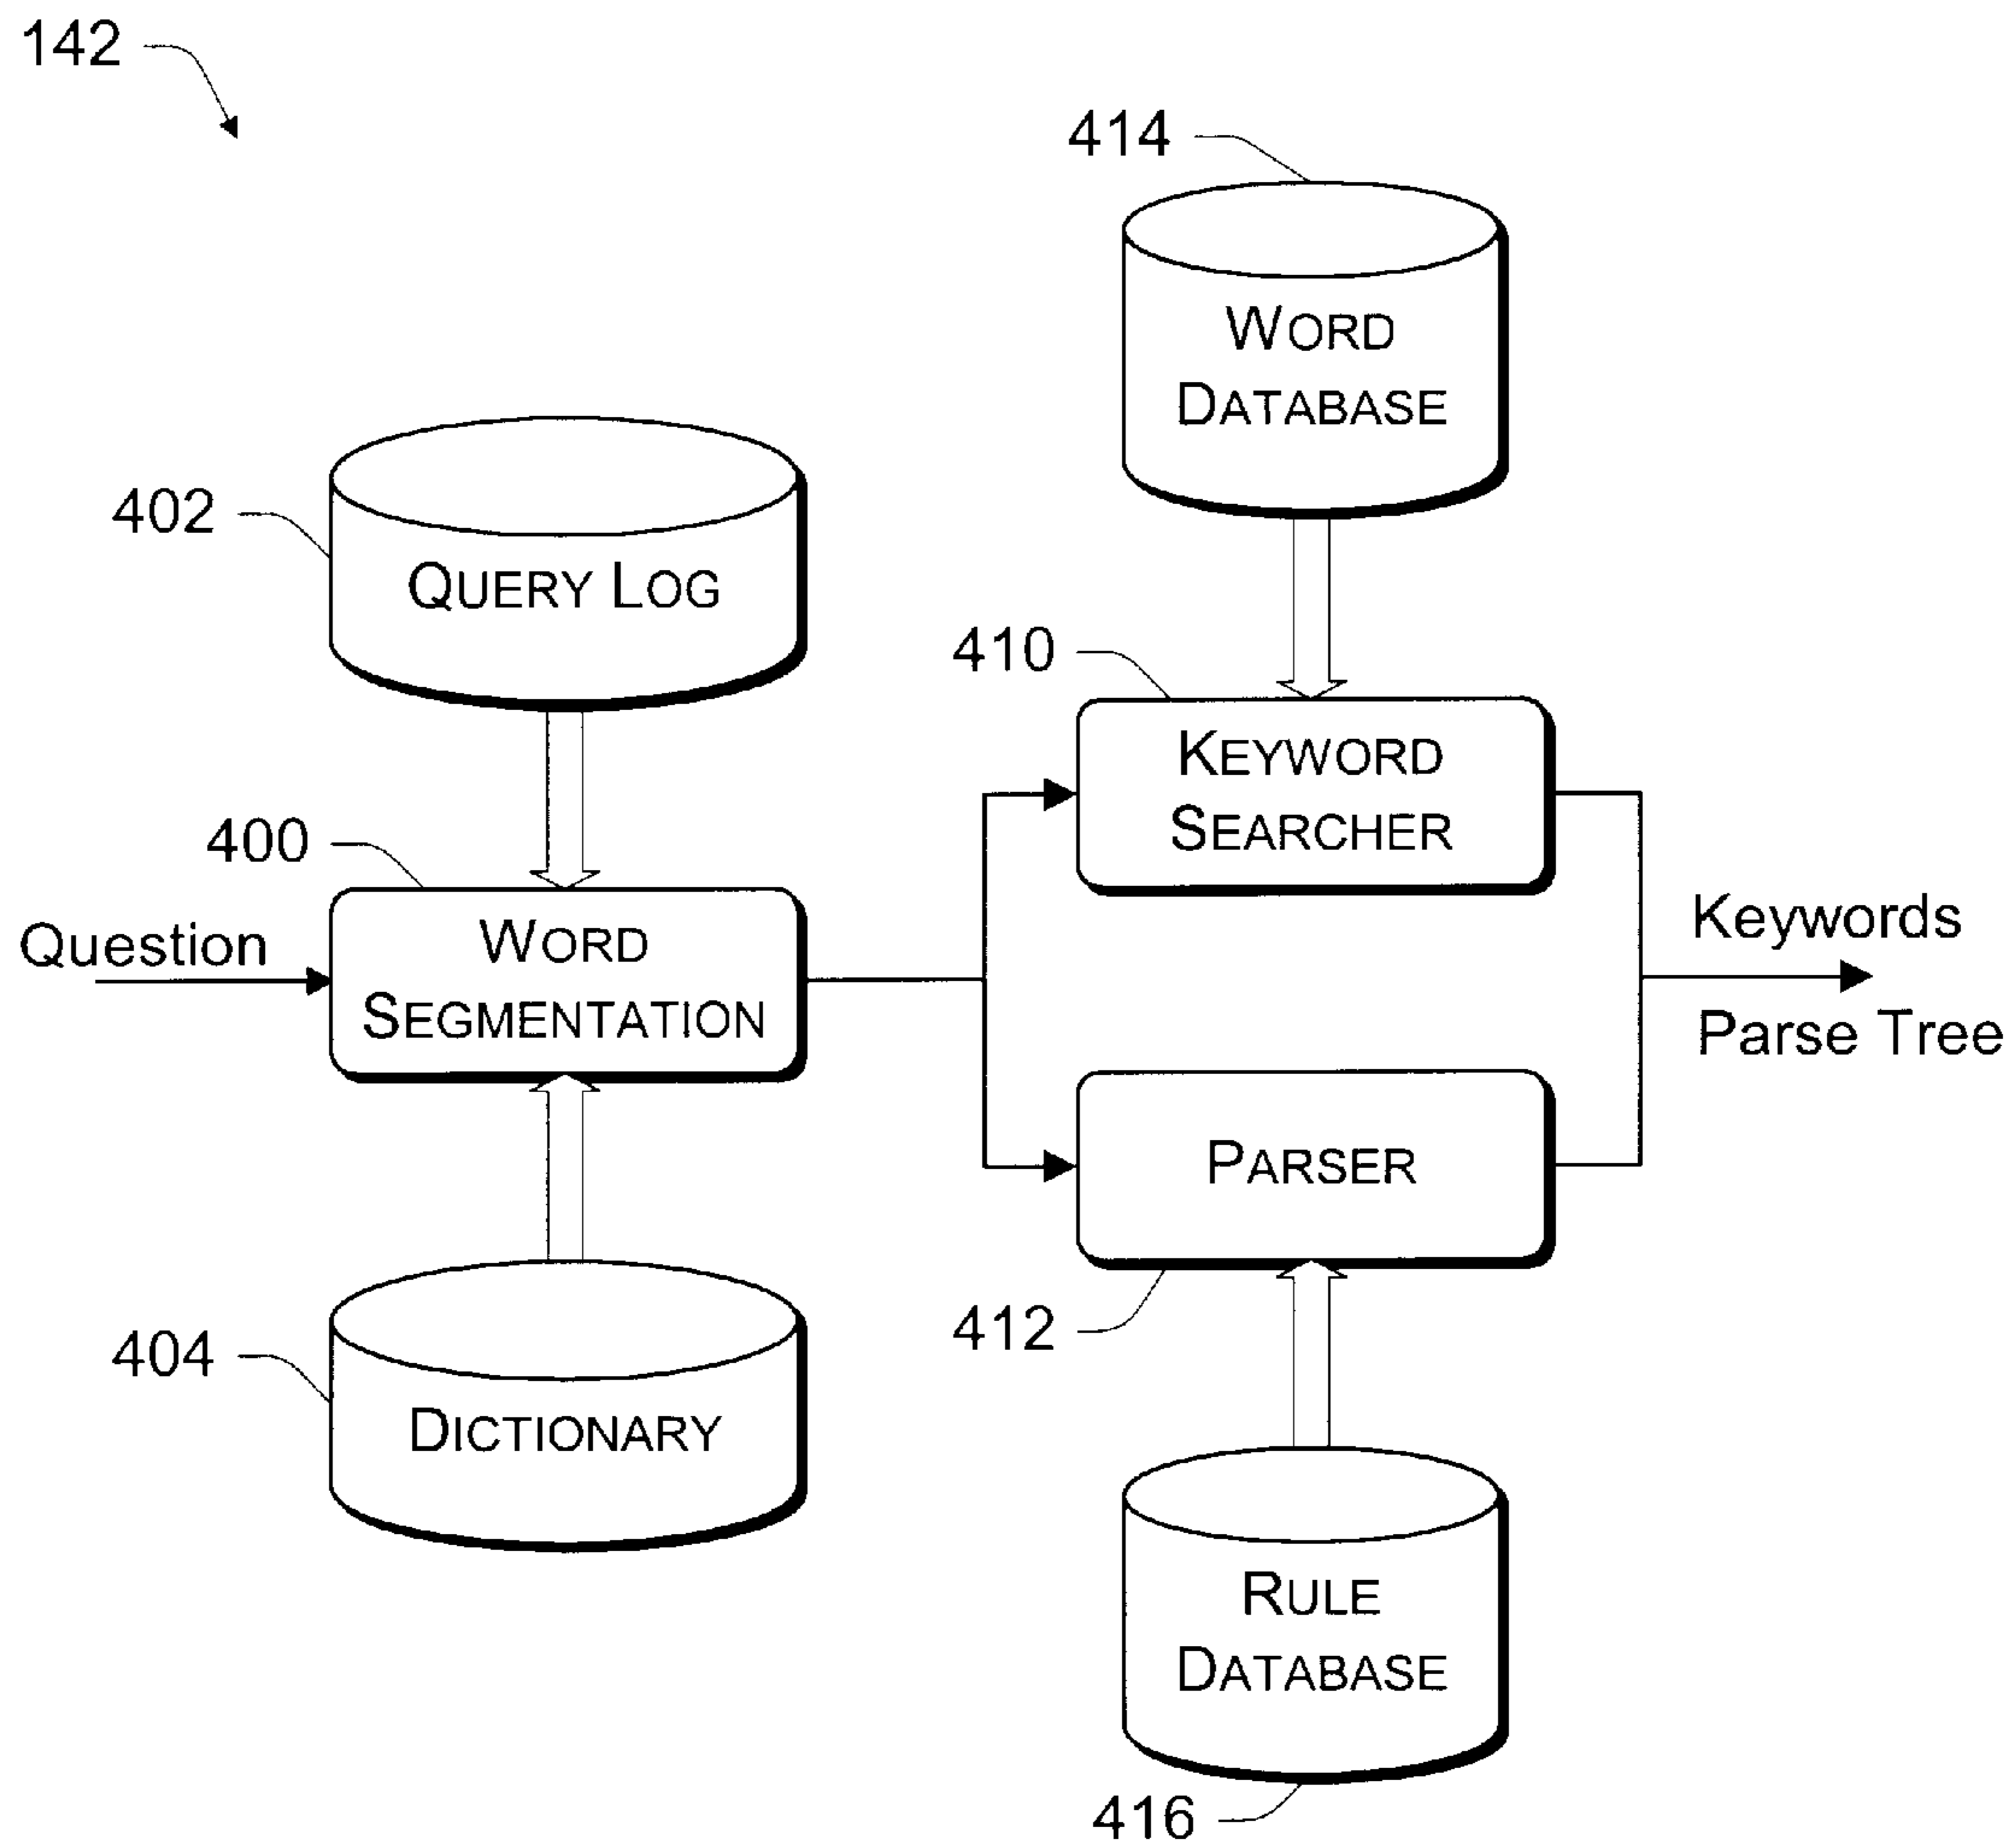 142
414
WORD
DATABASE
402
QUERY LOG
410
KEYWORD
SEARCHER
400
Question
WORD
SEGMENTATION
Keywords
Parse Tree
PARSER
412
404
DICTIONARY
RULE
DATABASE
416